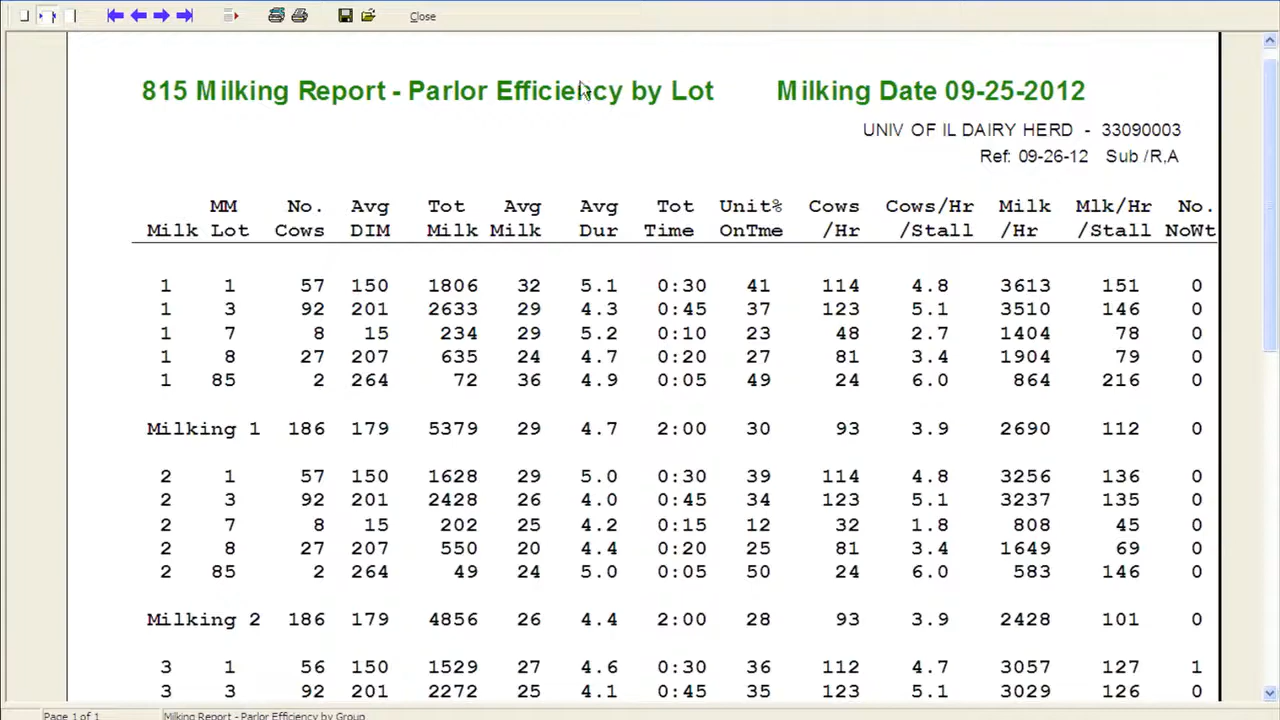 Close
815 Milking Report - Parlor Efficiency by Lot Milking Date 09-25-2012
UNIV OF IL DAIRY HERD - 33090003
Ref: 09-26-12 Sub /R,A
MM No. Avg Tot Avg Avg Tot Unit% Cows Cows/Hr Milk Mlk/Hr No.
Milk Lot Cows DIM Milk Milk Dur Time OnTme /Hr /Stall /Hr /Stall NoWt
1 1 57 150 1806 32 5.1 0:30 41 114 4.8 3613 151 0
1 3 92 201 2633 29 4.3 0:45 37 123 5.1 3510 146 0
1 7 8 15 234 29 5.2 0:10 23 48 2.7 1404 78 0
1 8 27 207 635 24 4.7 0:20 27 81 3.4 1904 79 0
1 85 2 264 72 36 4.9 0:05 49 24 6.0 864 216 0
Milking 1 186 179 5379 29 4.7 2:00 30 93 3.9 2690 112 0
2 1 57 150 1628 29 5.0 0:30 39 114 4.8 3256 136 0
2 3 92 201 2428 26 4.0 0:45 34 123 5.1 3237 135 0
2 7 8 15 202 25 4.2 0:15 12 32 1.8 808 45 0
2 8 27 207 550 20 4.4 0:20 25 81 3.4 1649 69 0
2 85 2 264 49 24 5.0 0:05 50 24 6.0 583 146 0
Milking 2 186 179 4856 26 4.4 2:00 28 93 3.9 2428 101 0
3 1 56 150 1529 27 4.6 0:30 36 112 4.7 3057 127 1
3 3 92 201 2272 25 4.1 0:45 35 123 5.1 3029 126 0
Page 1 of 1 Milking Report - Parlor Efficiency by Group